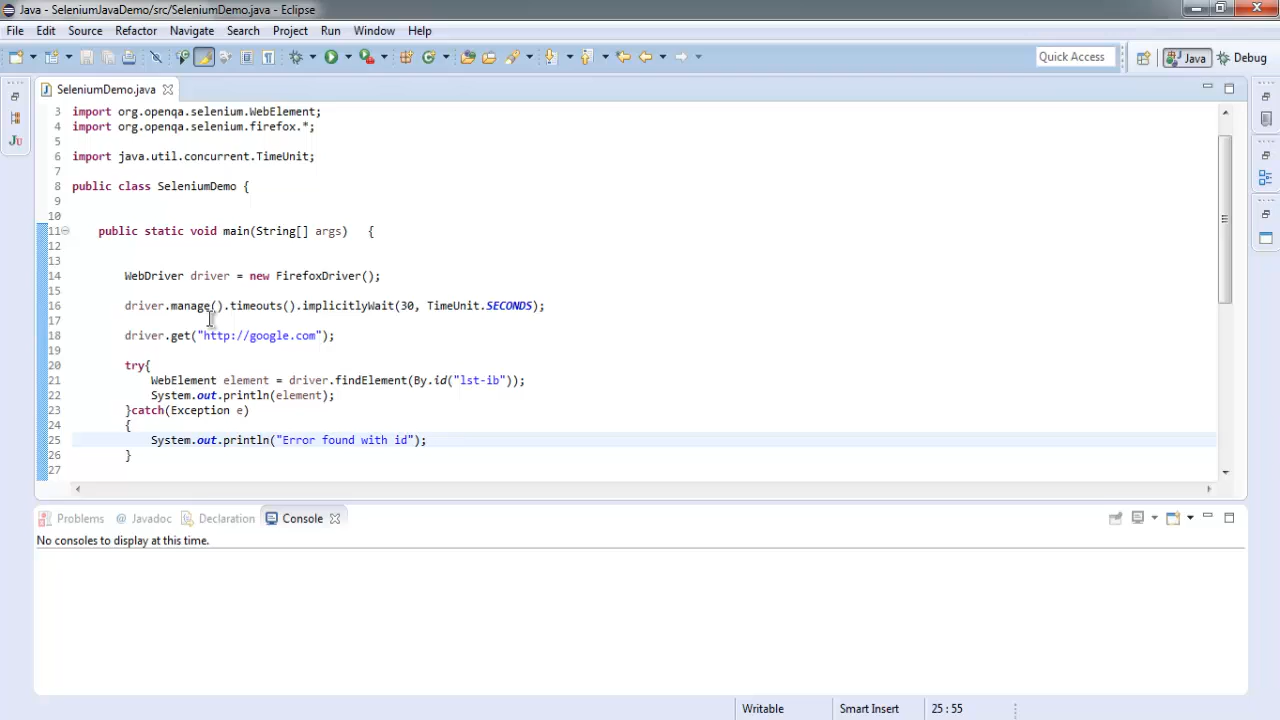 Java - SeleniumJavaDemo/src/SeleniumDemo.java - Eclipse
File Edit Source Refactor Navigate Search Project Run Window Help
Quick Access Java Debug
SeleniumDemo.java
3 import org.openqa.selenium.WebElement;
4 import org.openqa.selenium.firefox.*;
5
6 import java.util.concurrent.TimeUnit;
7
8 public class SeleniumDemo {
9
10
11 public static void main(String[] args) {
12
13
14 WebDriver driver = new FirefoxDriver();
15
16 driver.manage().timeouts().implicitlyWait(30, TimeUnit.SECONDS);
17
18 driver.get("http://google.com");
19
20 try{
21 WebElement element = driver.findElement(By.id("lst-ib"));
22 System.out.println(element);
23 }catch(Exception e)
24 {
25 System.out.println("Error found with id");
26 }
27
Problems @ Javadoc Declaration Console
No consoles to display at this time.
Writable Smart Insert 25 : 55